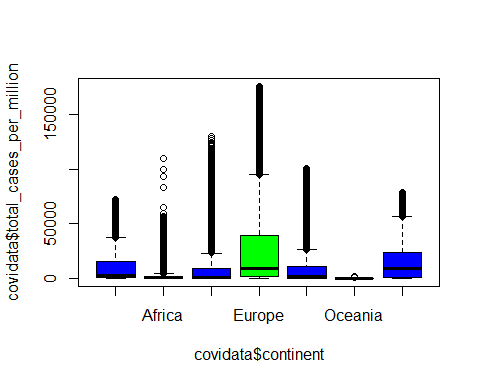 covidata$total_cases_per_million
150000
50000
0
Africa Europe Oceania
covidata$continent